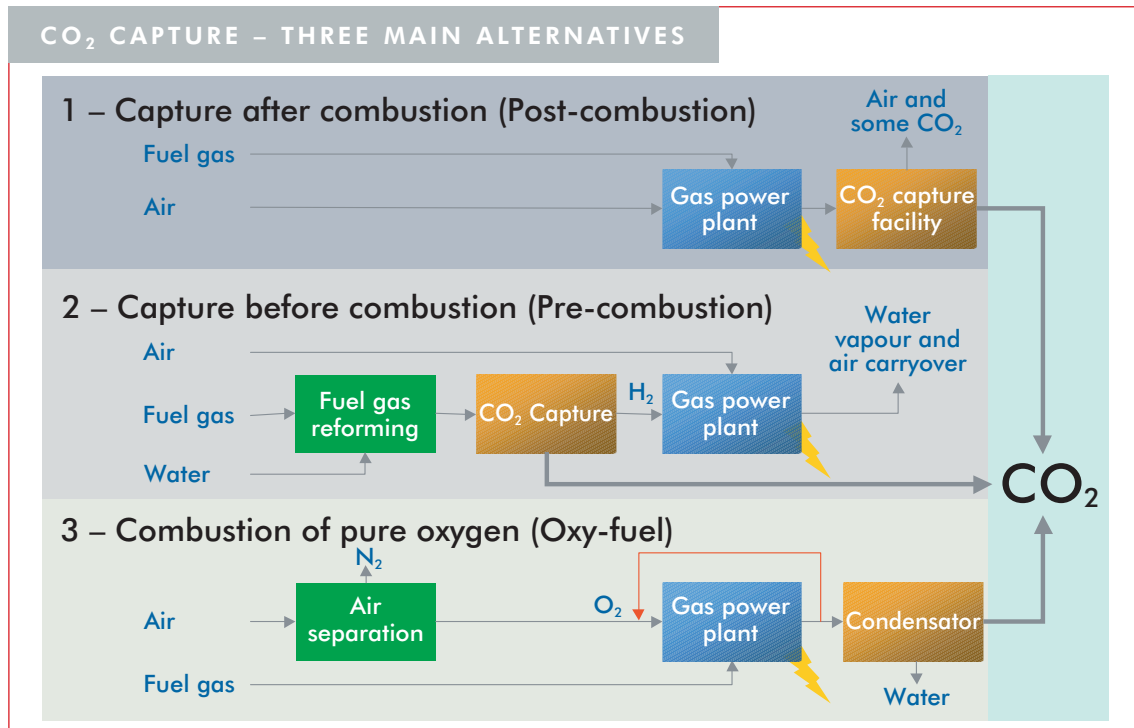 CO₂ CAPTURE – THREE MAIN ALTERNATIVES
1 – Capture after combustion (Post-combustion)
Air and
some CO₂
Fuel gas
Air
Gas power
plant
CO₂ capture
facility
2 – Capture before combustion (Pre-combustion)
Water
vapour and
air carryover
Air
Fuel gas
Fuel gas
reforming
CO₂ Capture
H₂
Gas power
plant
Water
CO₂
3 – Combustion of pure oxygen (Oxy-fuel)
N₂
Air
Air
separation
O₂
Gas power
plant
Condensator
Fuel gas
Water